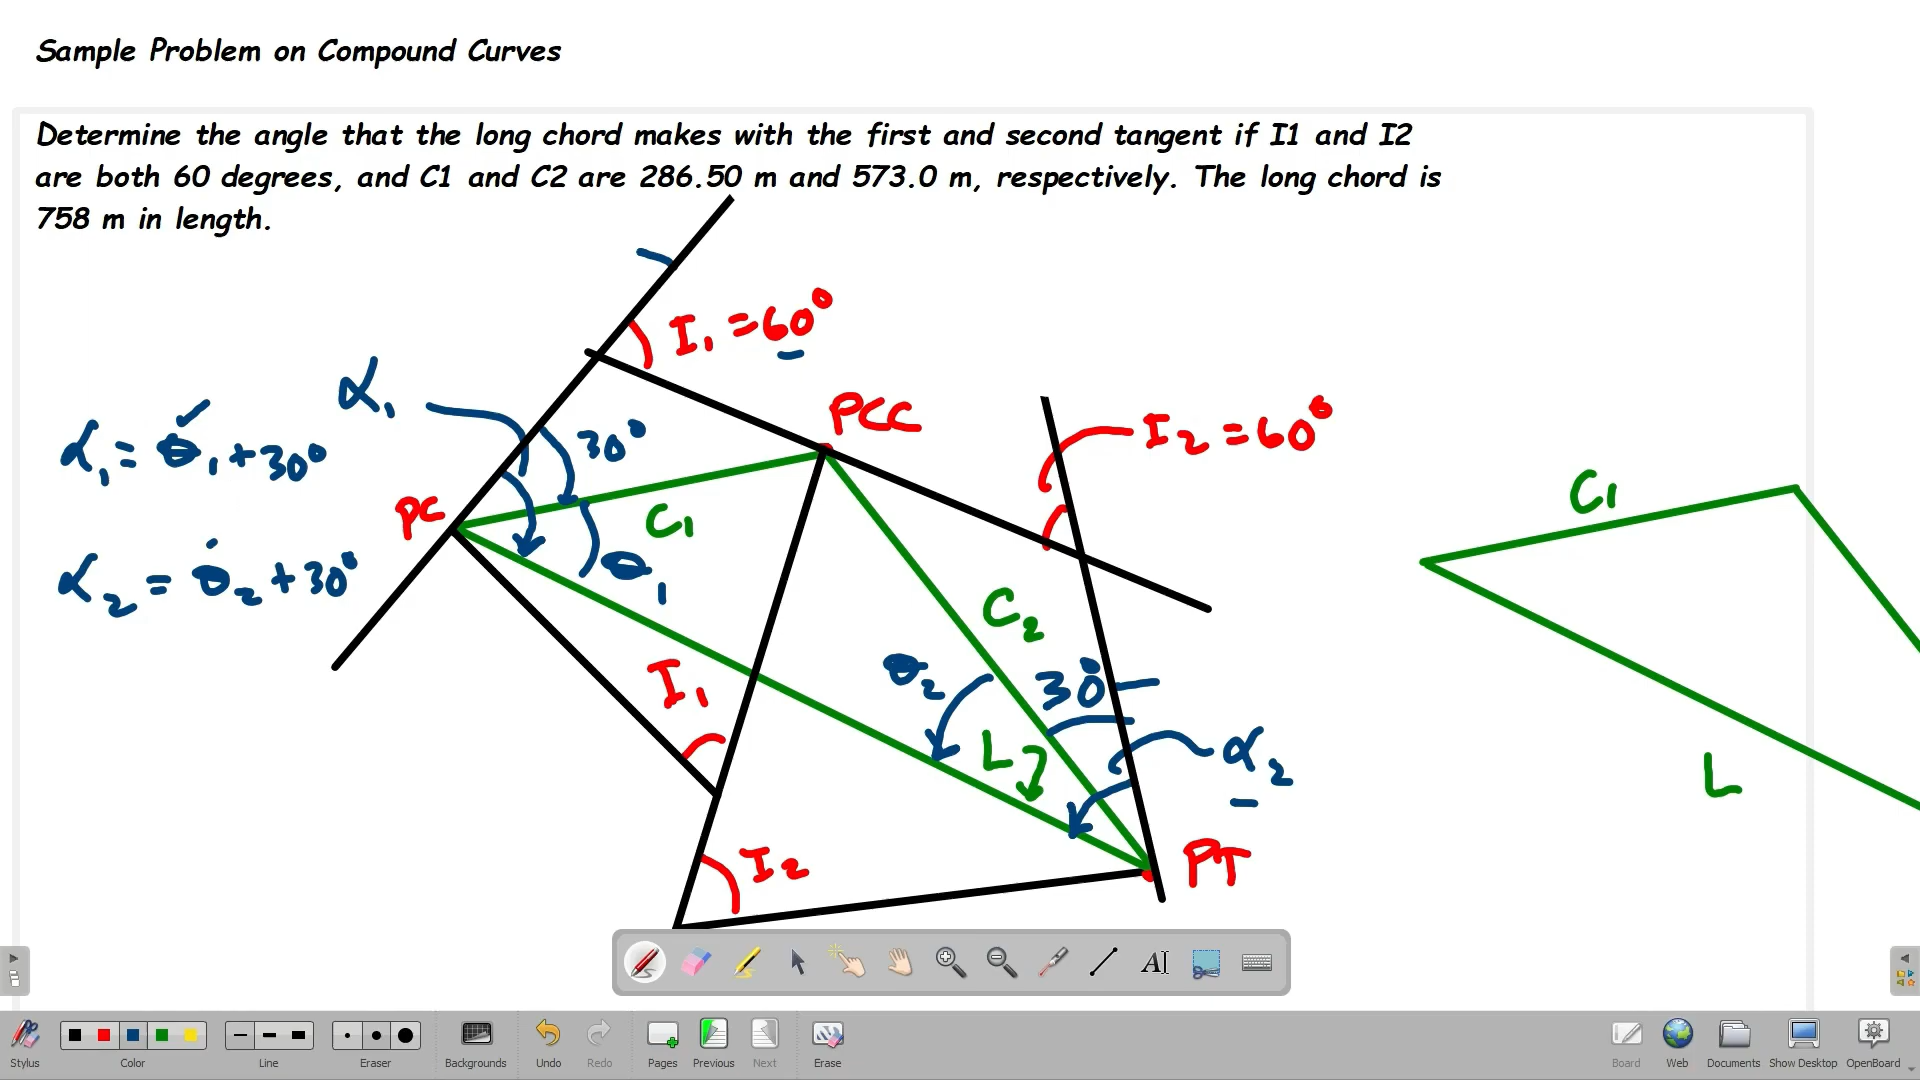 Sample Problem on Compound Curves
Determine the angle that the long chord makes with the first and second tangent if I1 and I2
are both 60 degrees, and C1 and C2 are 286.50 m and 573.0 m, respectively. The long chord is
758 m in length.
I₁ = 60°
α₁
PCC
I₂ = 60°
α₁ = θ₁ + 30°
30°
PC
C₁
C₁
θ₁
α₂ = θ₂ + 30°
C₂
I₁
θ₂
30°
L
α₂
L
I₂
PT
Stylus
Color
Line
Eraser
Backgrounds
Undo
Redo
Pages
Previous
Next
Erase
Board
Web
Documents
Show Desktop
OpenBoard